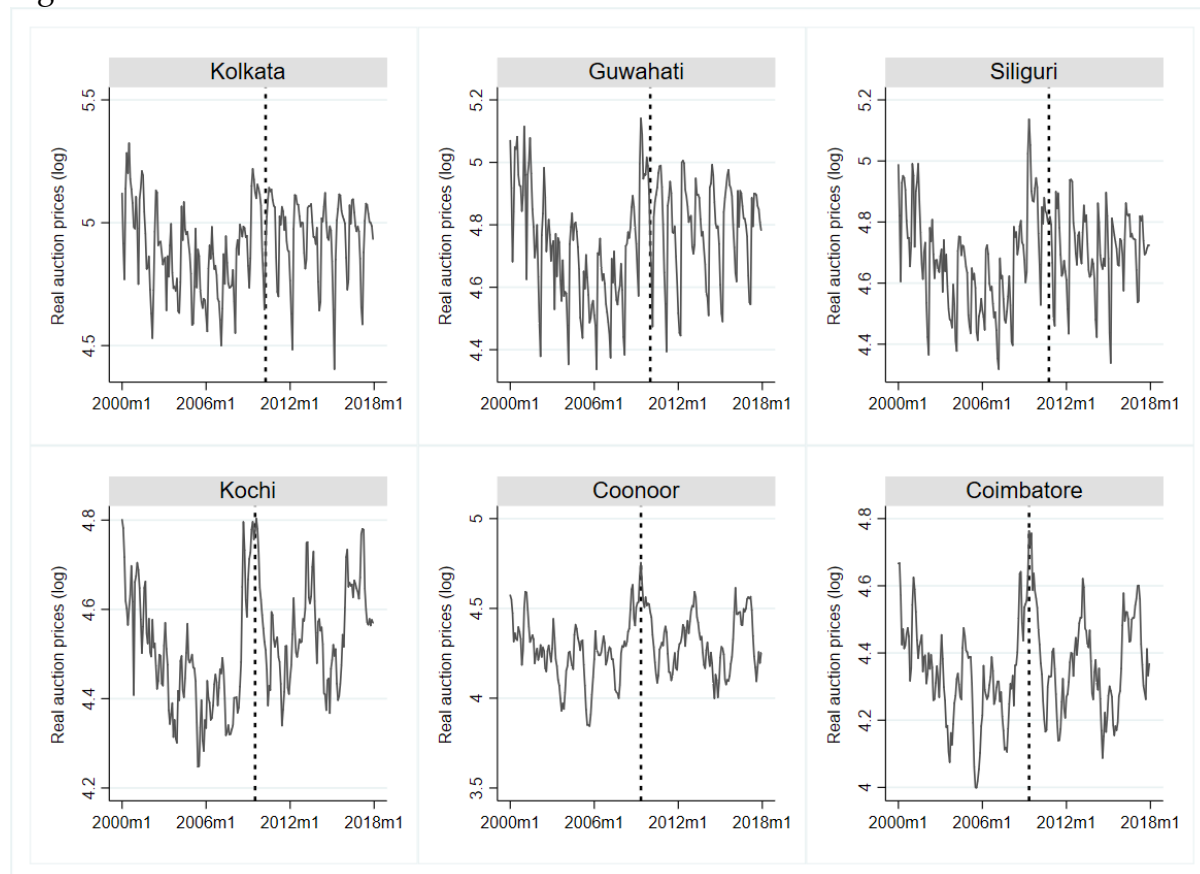 Kolkata
Real auction prices (log)
5.5
5
4.5
2000m1 2006m1 2012m1 2018m1
Guwahati
Real auction prices (log)
5.2
5
4.8
4.6
4.4
2000m1 2006m1 2012m1 2018m1
Siliguri
Real auction prices (log)
5.2
5
4.8
4.6
4.4
2000m1 2006m1 2012m1 2018m1
Kochi
Real auction prices (log)
4.8
4.6
4.4
4.2
2000m1 2006m1 2012m1 2018m1
Coonoor
Real auction prices (log)
5
4.5
4
3.5
2000m1 2006m1 2012m1 2018m1
Coimbatore
Real auction prices (log)
4.8
4.6
4.4
4.2
4
2000m1 2006m1 2012m1 2018m1